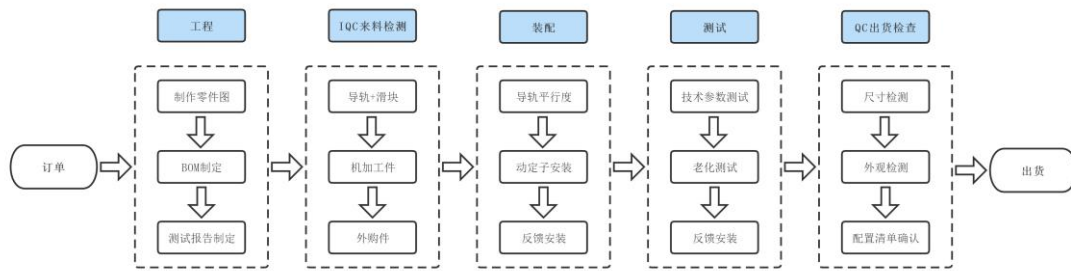 工程
IQC来料检测
装配
测试
QC出货检查
订单
制作零件图
BOM制定
测试报告制定
导轨+滑块
机加工件
外购件
导轨平行度
动定子安装
反馈安装
技术参数测试
老化测试
反馈安装
尺寸检测
外观检测
配置清单确认
出货